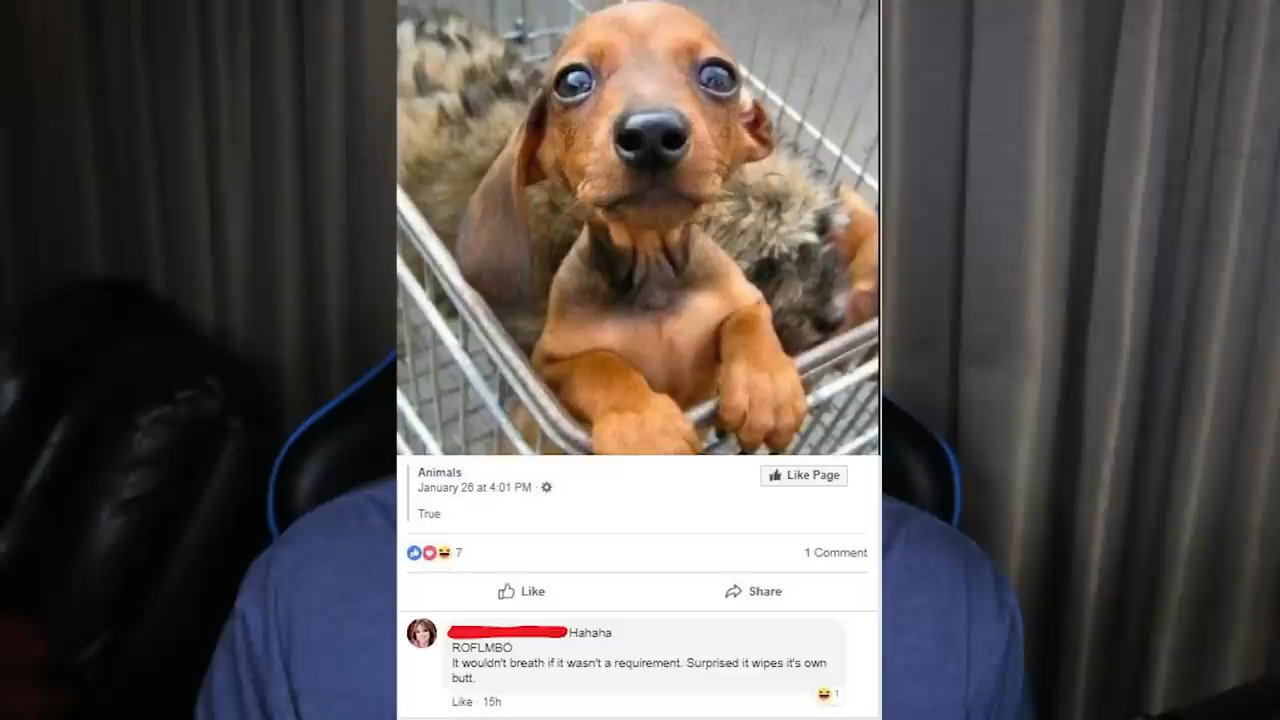 Animals
Like Page
January 26 at 4:01 PM ·
True
7
1 Comment
Like
Share
Hahaha
ROFLMBO
It wouldn't breath if it wasn't a requirement. Surprised it wipes it's own
butt.
1
Like · 15h